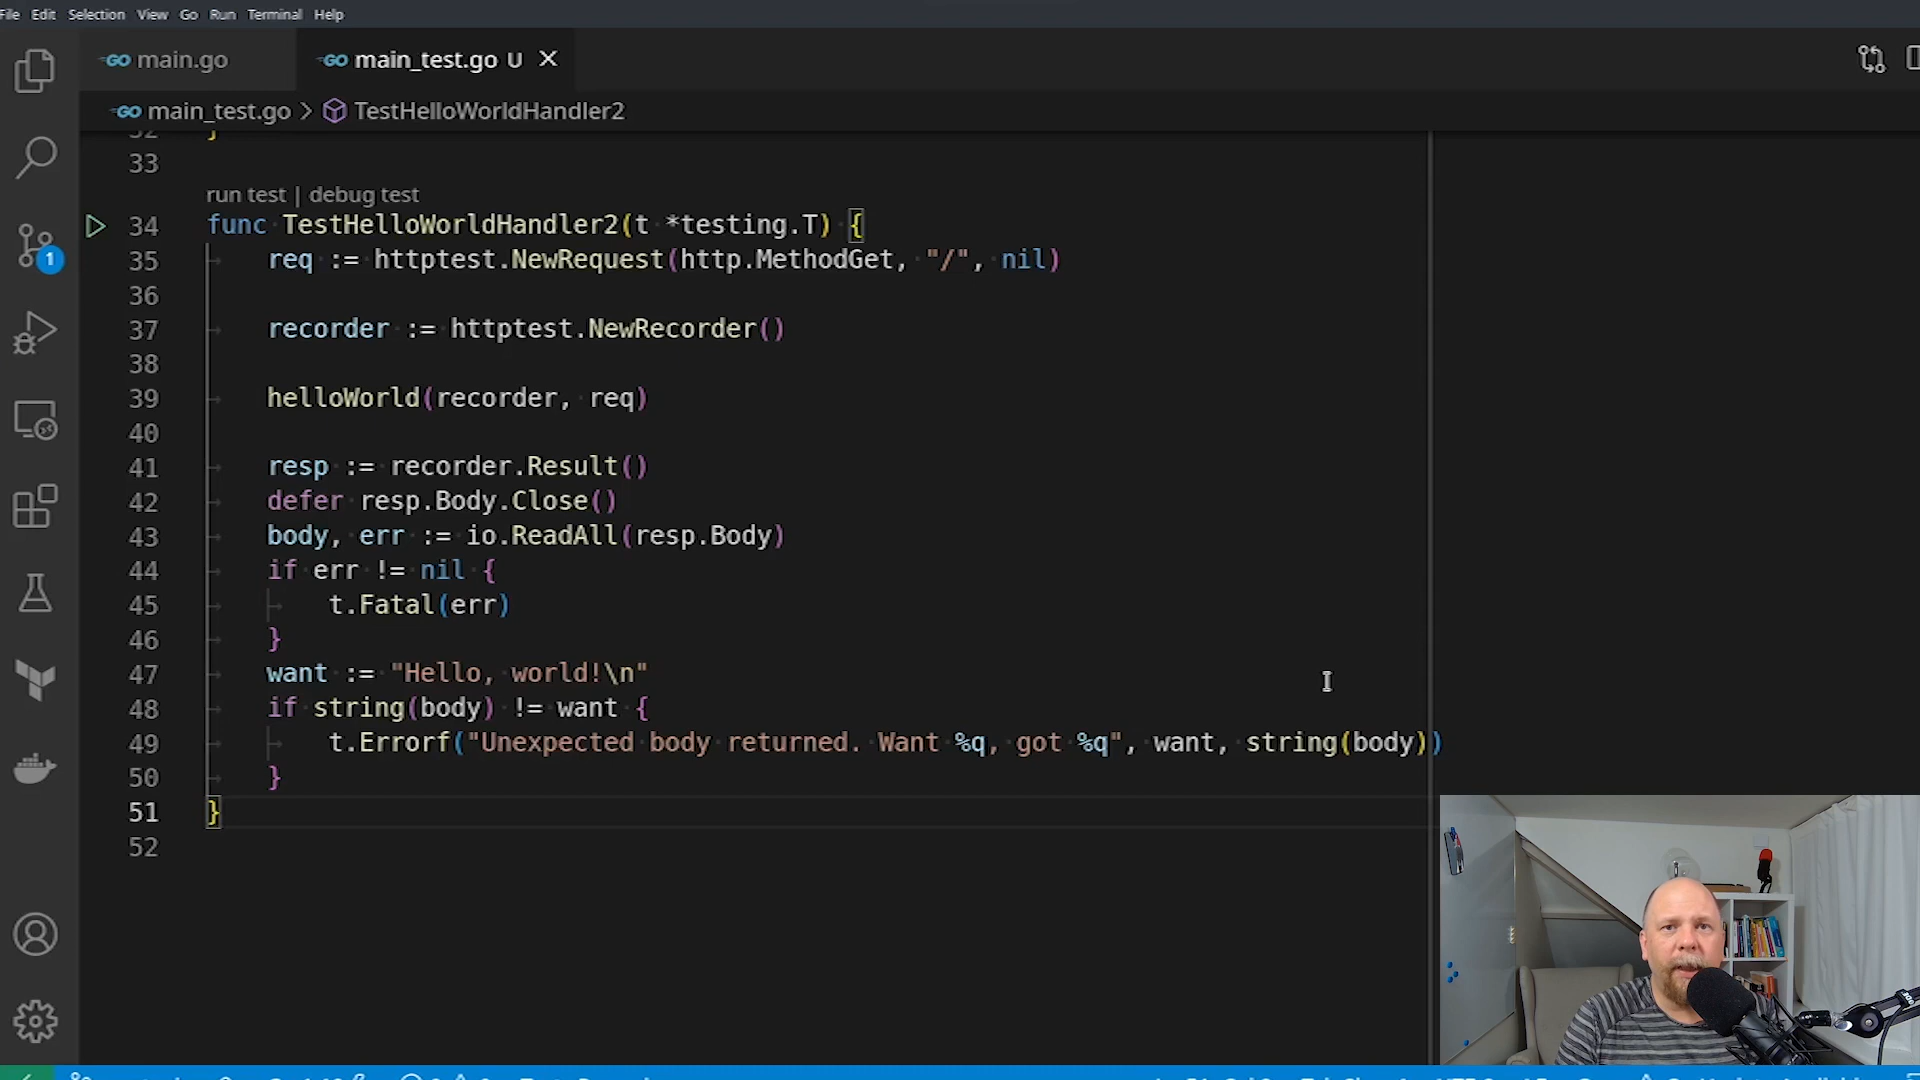 File Edit Selection View Go Run Terminal Help
GO main.go GO main_test.go U
GO main_test.go > TestHelloWorldHandler2
32 }
33
run test | debug test
34 func TestHelloWorldHandler2(t *testing.T) {
35 req := httptest.NewRequest(http.MethodGet, "/", nil)
36
37 recorder := httptest.NewRecorder()
38
39 helloWorld(recorder, req)
40
41 resp := recorder.Result()
42 defer resp.Body.Close()
43 body, err := io.ReadAll(resp.Body)
44 if err != nil {
45 t.Fatal(err)
46 }
47 want := "Hello, world!\n"
48 if string(body) != want {
49 t.Errorf("Unexpected body returned. Want %q, got %q", want, string(body))
50 }
51 }
52
1